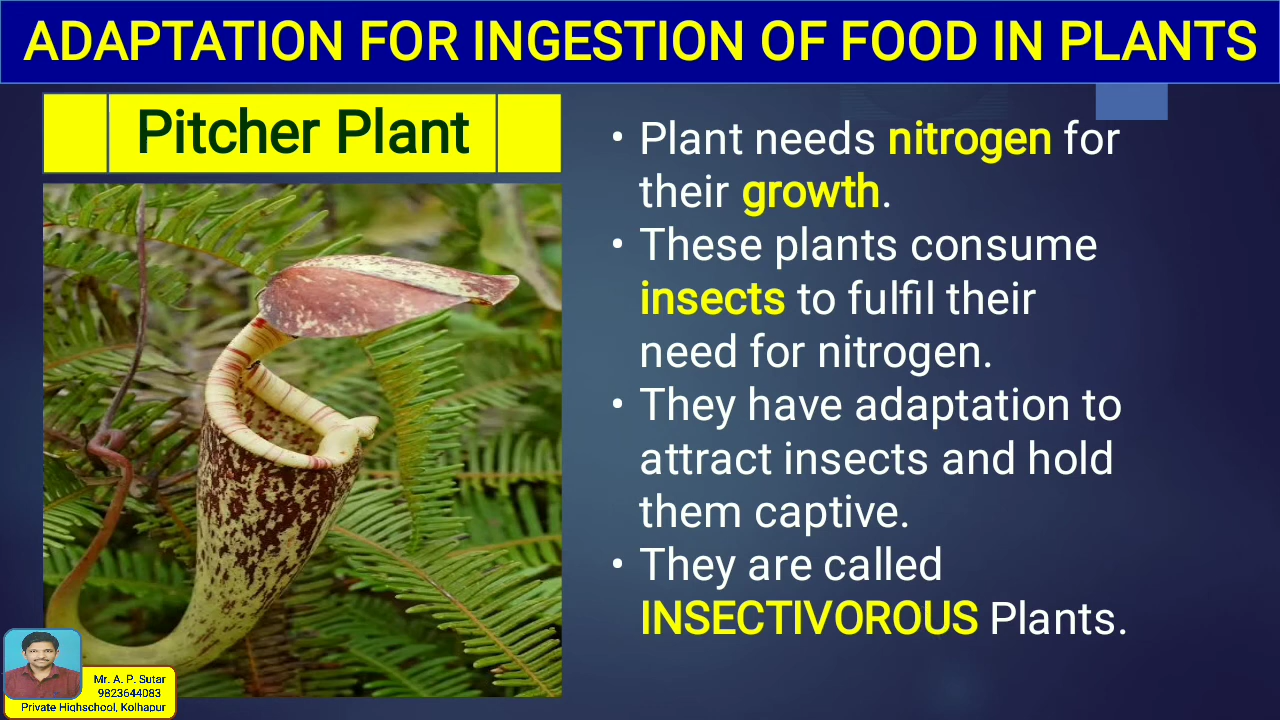 ADAPTATION FOR INGESTION OF FOOD IN PLANTS
Pitcher Plant
• Plant needs nitrogen for
their growth.
• These plants consume
insects to fulfil their
need for nitrogen.
• They have adaptation to
attract insects and hold
them captive.
• They are called
INSECTIVOROUS Plants.
Mr. A. P. Sutar
9823644083
Private Highschool, Kolhapur